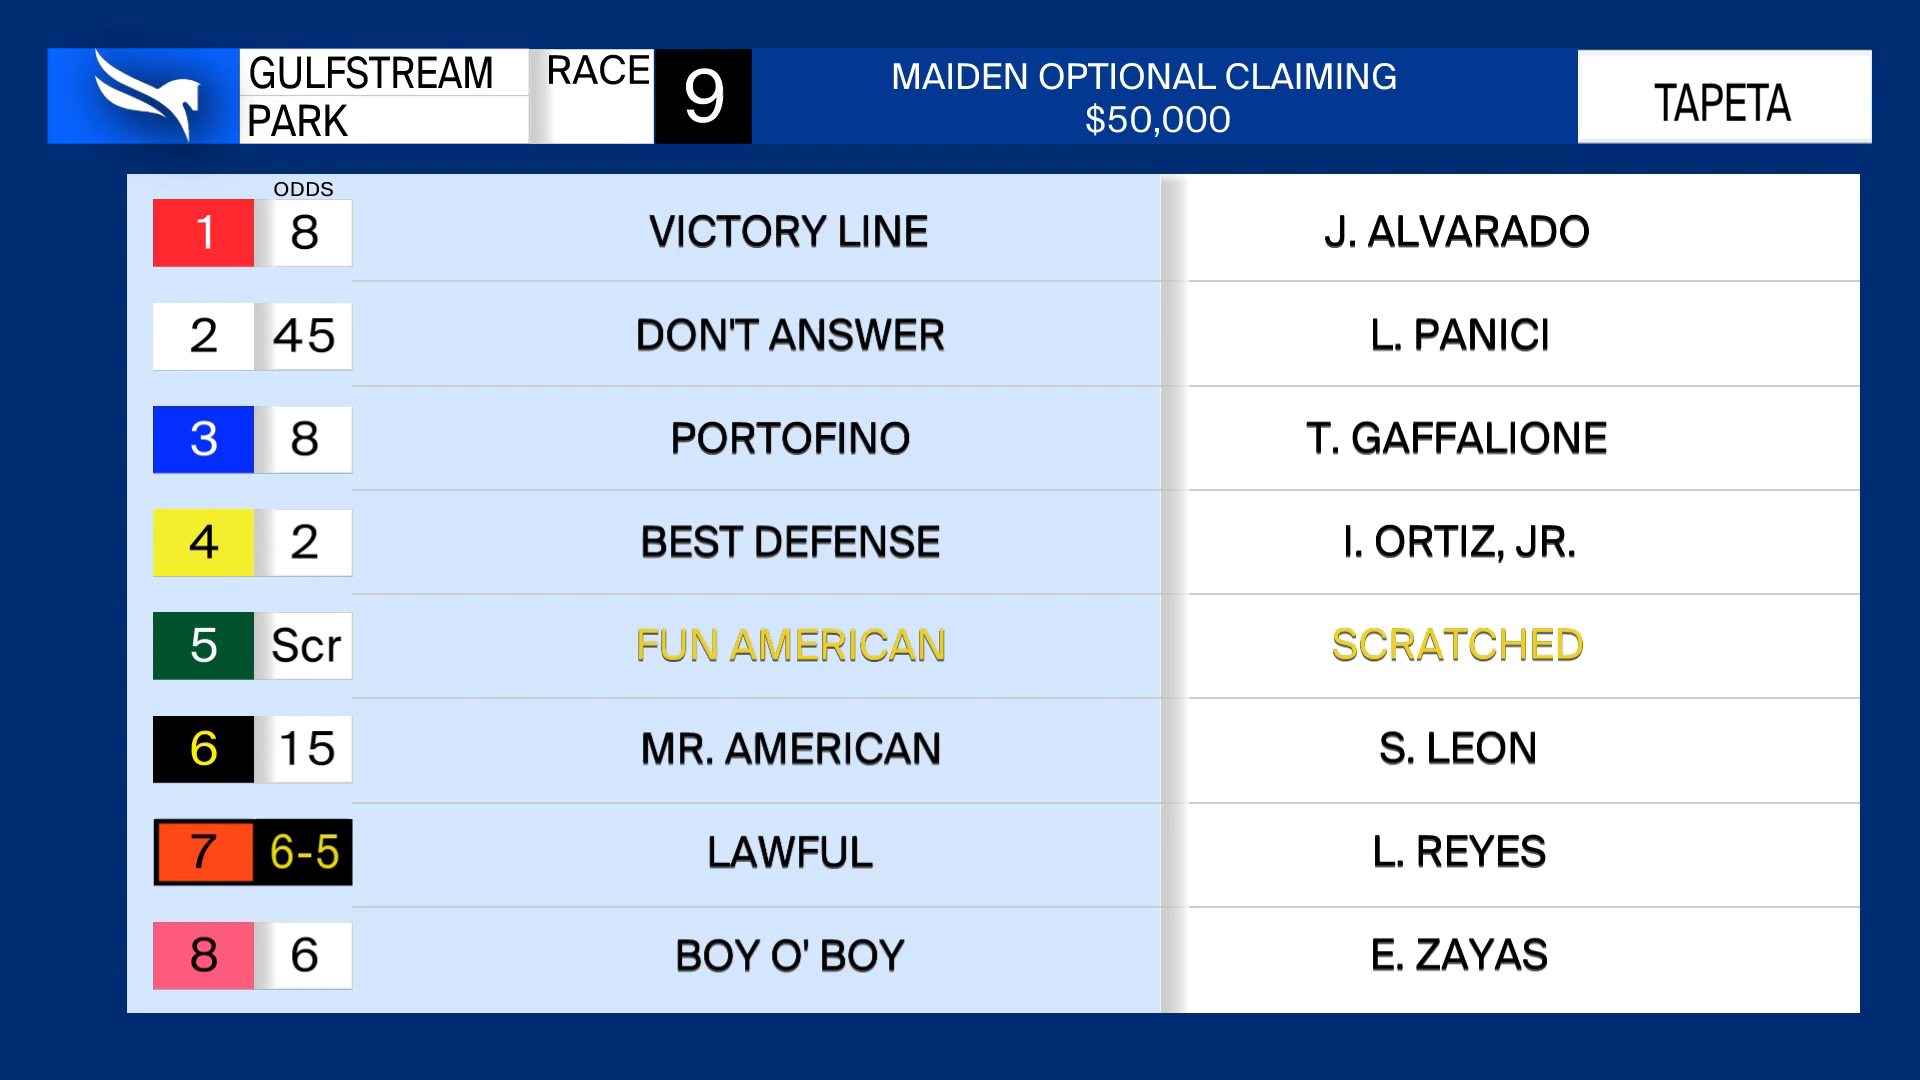 GULFSTREAM PARK
RACE 9
MAIDEN OPTIONAL CLAIMING
$50,000
TAPETA
ODDS
1 8 VICTORY LINE J. ALVARADO
2 45 DON'T ANSWER L. PANICI
3 8 PORTOFINO T. GAFFALIONE
4 2 BEST DEFENSE I. ORTIZ, JR.
5 Scr FUN AMERICAN SCRATCHED
6 15 MR. AMERICAN S. LEON
7 6-5 LAWFUL L. REYES
8 6 BOY O' BOY E. ZAYAS